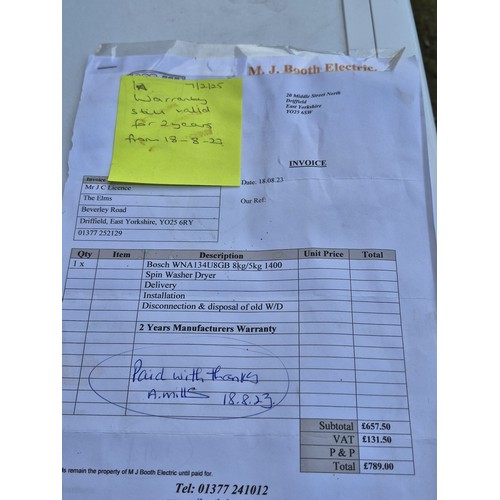 M. J. Booth Electric
20 Middle Street North
Driffield
East Yorkshire
YO25 6SW
7/2/25
Warranty
still valid
for 2 years
from 18-8-23
INVOICE
Date: 18.08.23
Our Ref:
Mr J C Licence
The Elms
Beverley Road
Driffield, East Yorkshire, YO25 6RY
01377 252129
Qty Item Description Unit Price Total
1 x Bosch WNA134U8GB 8kg/5kg 1400
Spin Washer Dryer
Delivery
Installation
Disconnection & disposal of old W/D
2 Years Manufacturers Warranty
Paid with thanks
A. Mills 18.8.23.
Subtotal £657.50
VAT £131.50
P & P
Total £789.00
remain the property of M J Booth Electric until paid for.
Tel: 01377 241012